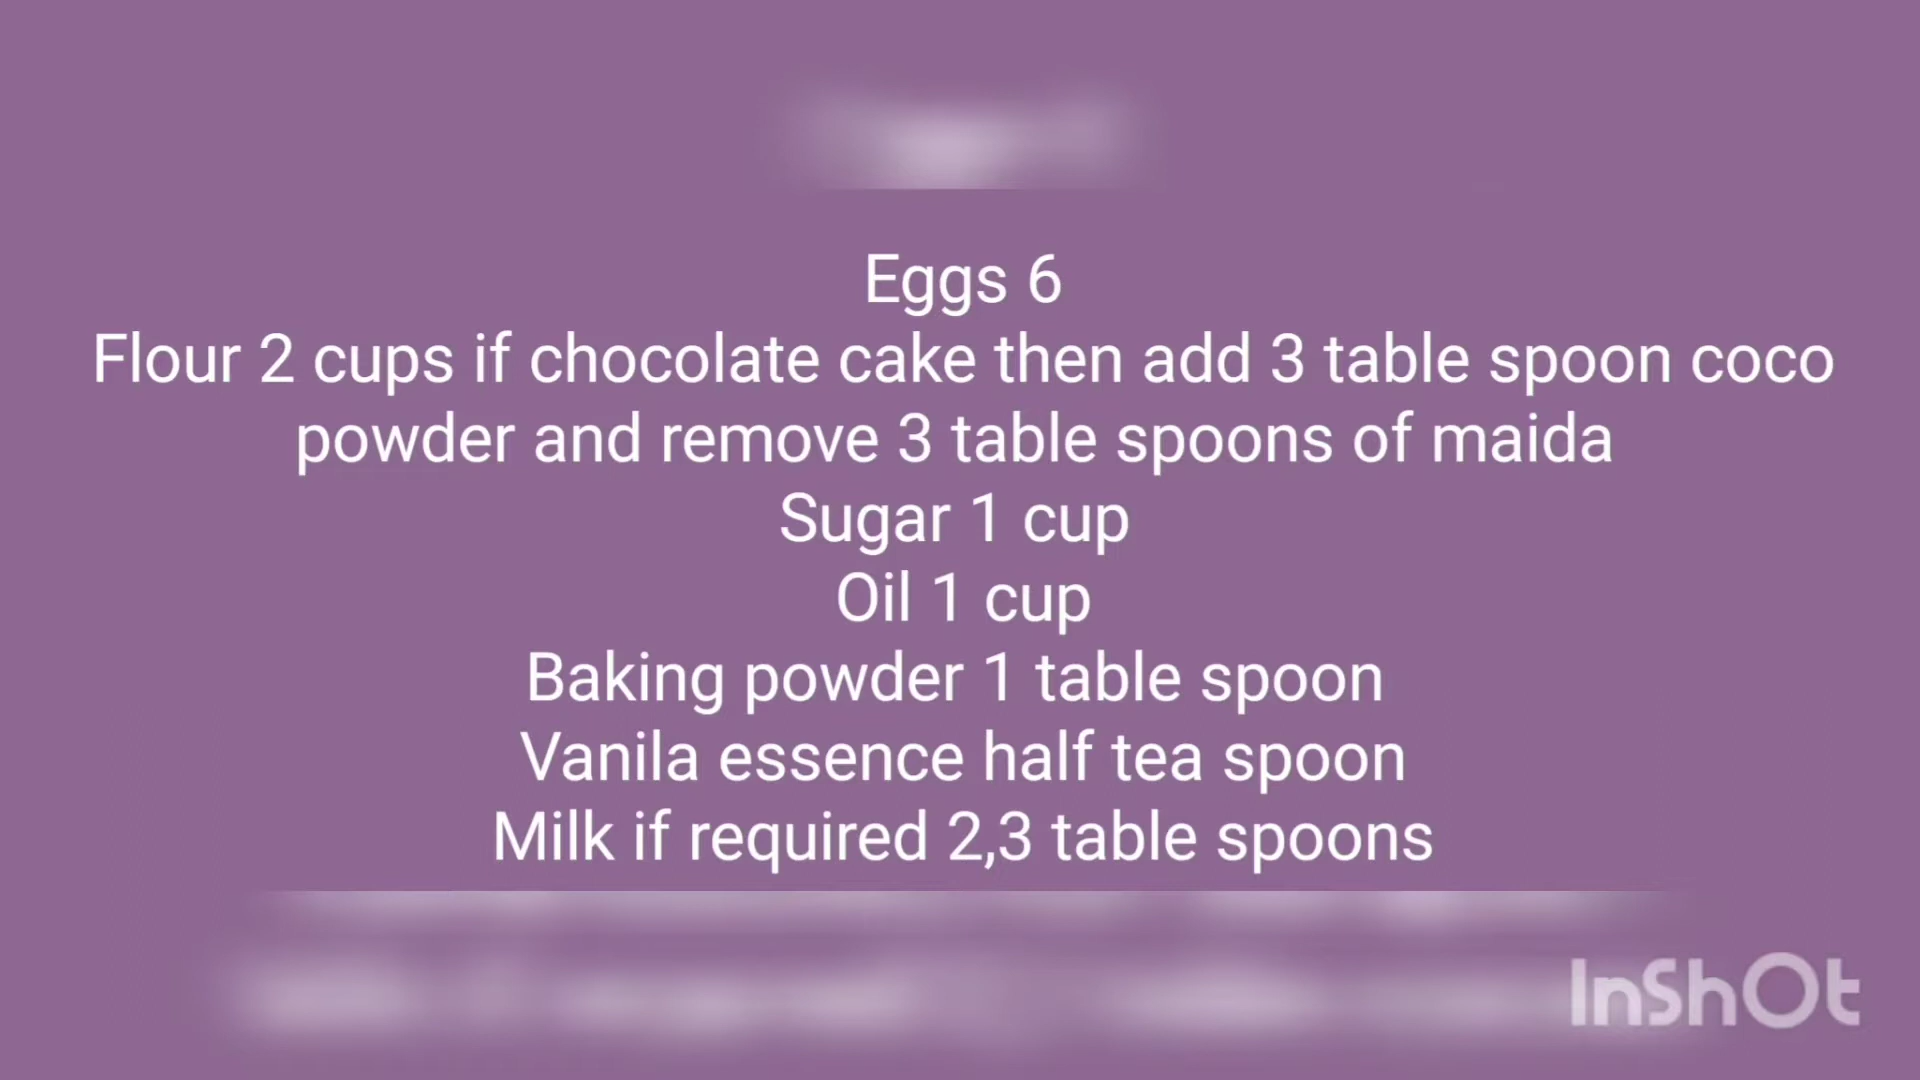 Eggs 6
Flour 2 cups if chocolate cake then add 3 table spoon coco
powder and remove 3 table spoons of maida
Sugar 1 cup
Oil 1 cup
Baking powder 1 table spoon
Vanila essence half tea spoon
Milk if required 2,3 table spoons
InShOt